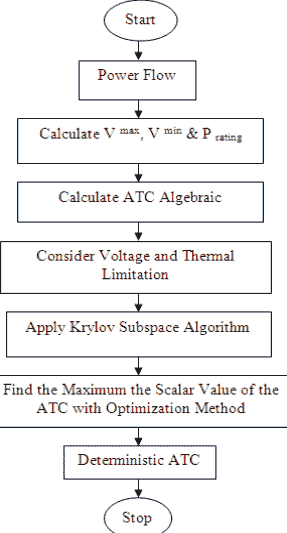 Start
Power Flow
Calculate V max, V min & P rating
Calculate ATC Algebraic
Consider Voltage and Thermal
Limitation
Apply Krylov Subspace Algorithm
Find the Maximum the Scalar Value of the
ATC with Optimization Method
Deterministic ATC
Stop